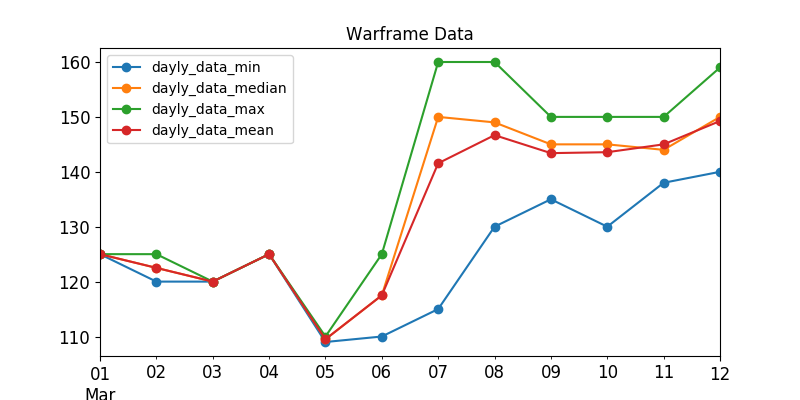 Warframe Data
dayly_data_min
dayly_data_median
dayly_data_max
dayly_data_mean
160
150
140
130
120
110
01 02 03 04 05 06 07 08 09 10 11 12
Mar